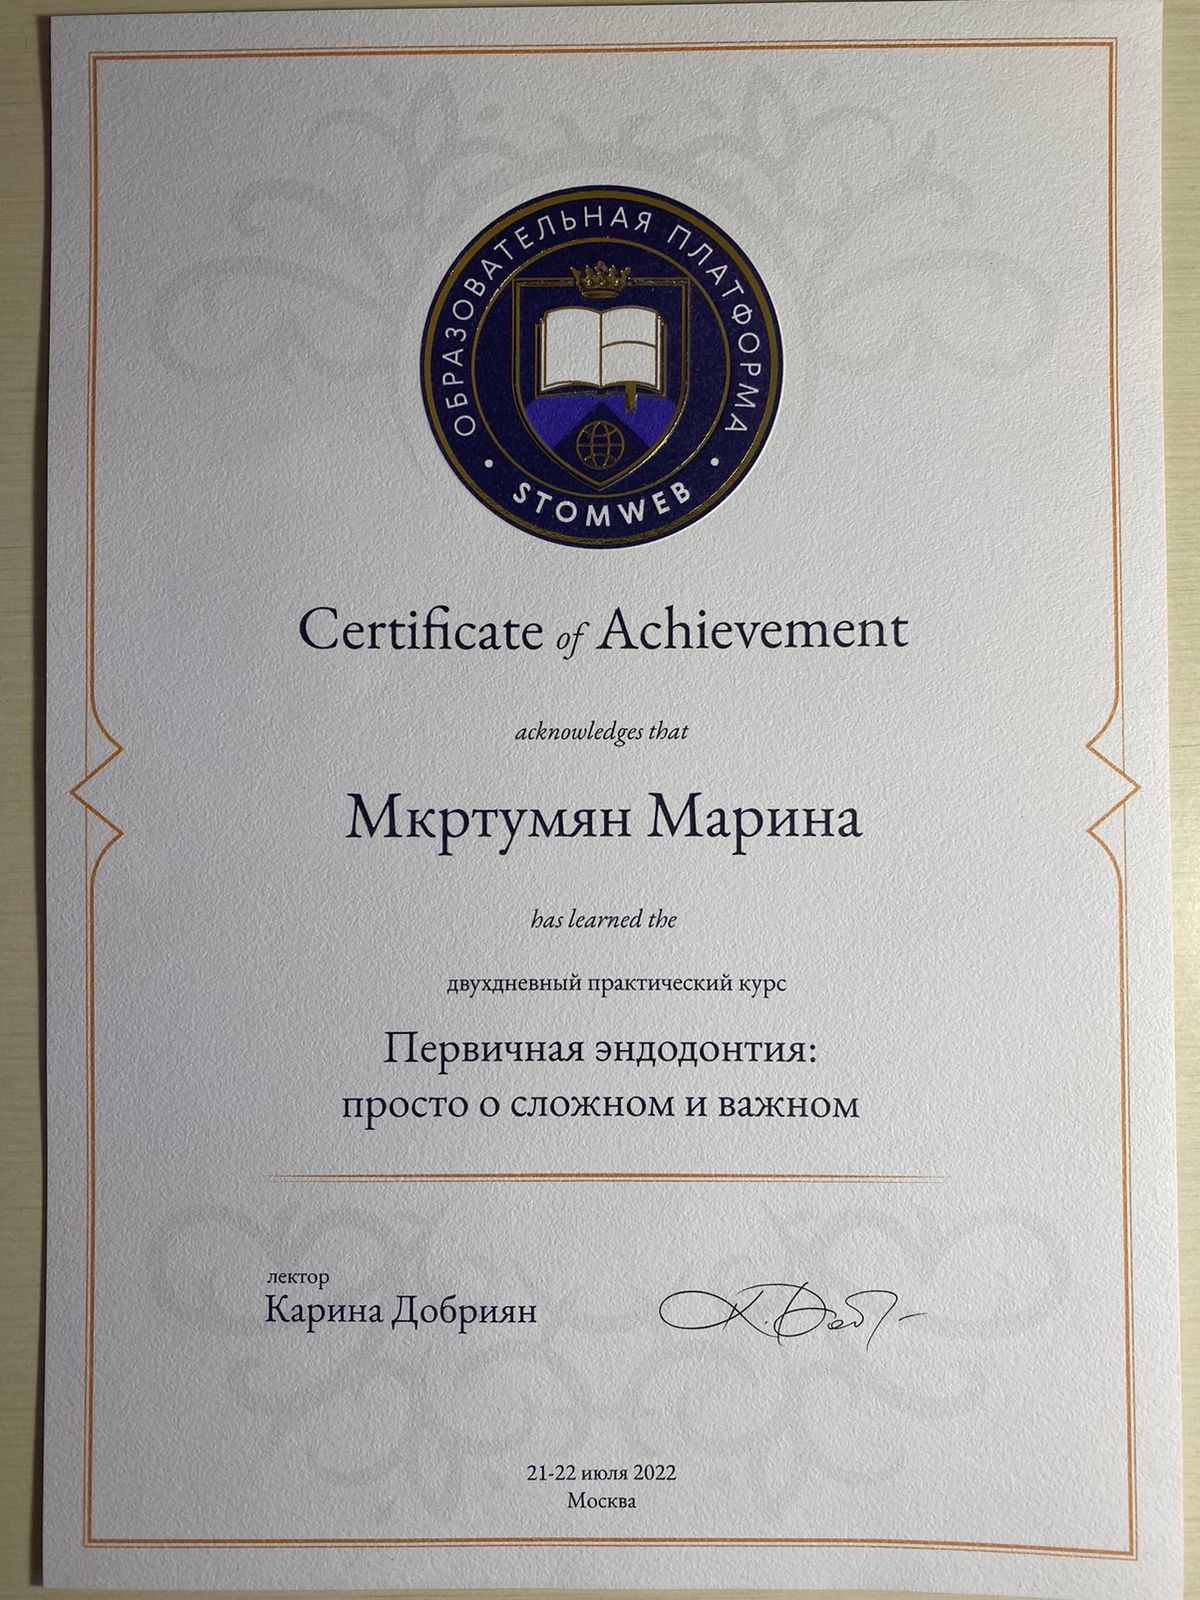 ОБРАЗОВАТЕЛЬНАЯ ПЛАТФОРМА
STOMWEB
Certificate of Achievement
acknowledges that
Мкртумян Марина
has learned the
двухдневный практический курс
Первичная эндодонтия:
просто о сложном и важном
лектор
Карина Добриян
21-22 июля 2022
Москва